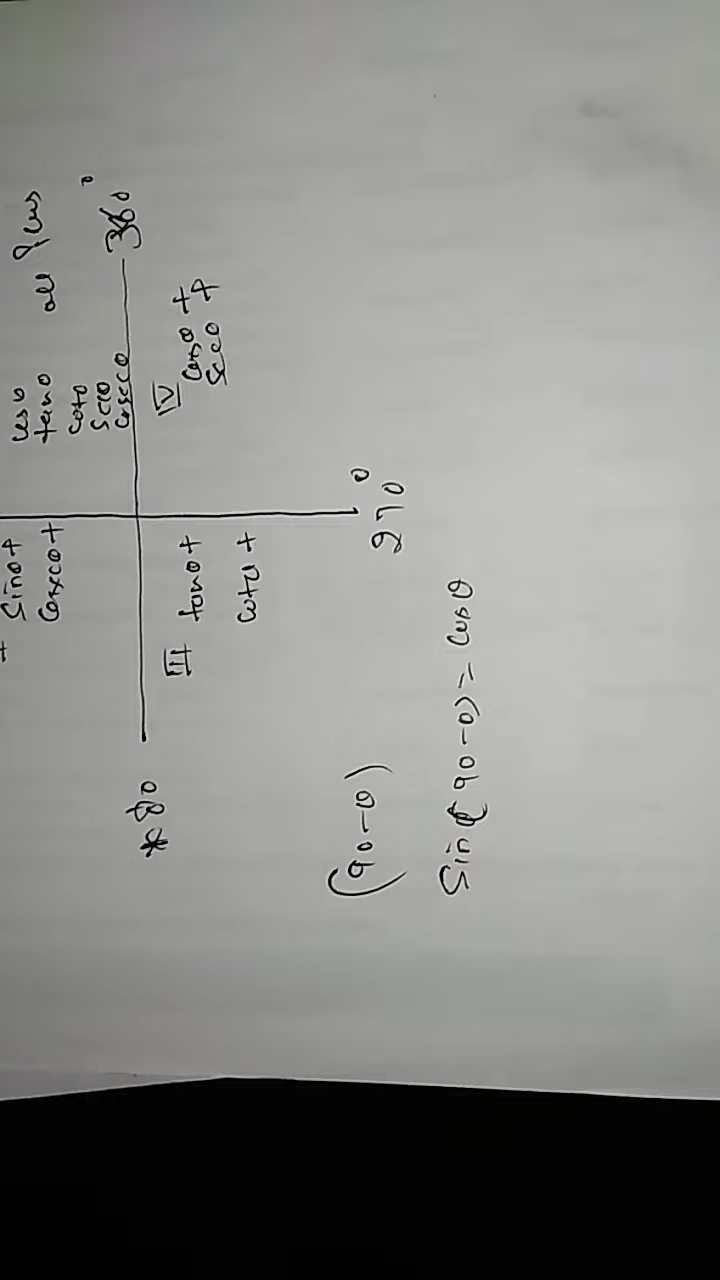 all plus
cosθ
tanθ
cotθ
secθ
cosecθ
sinθ+
cosecθ+
180
360°
III tanθ+
cotθ+
IV cosθ+
secθ+
270°
(90-θ)
Sin(90-θ)= cosθ